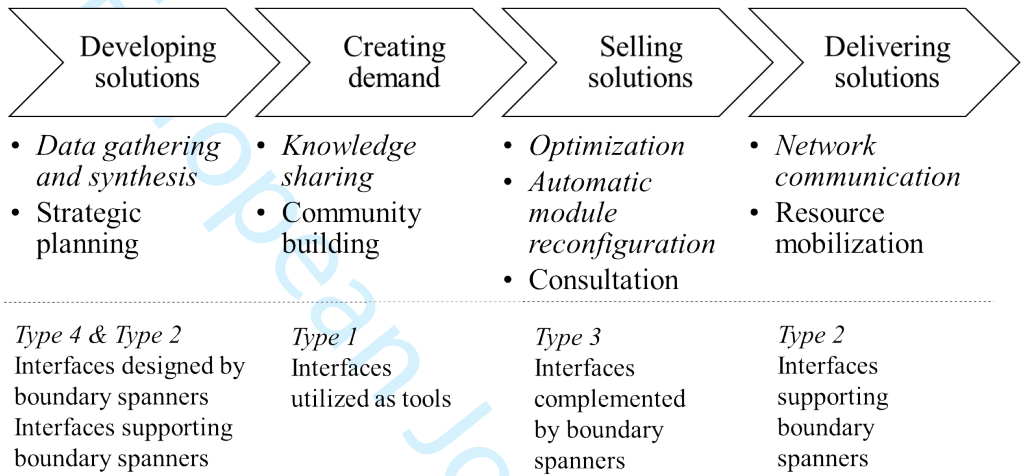 Developing
solutions
Creating
demand
Selling
solutions
Delivering
solutions
• Data gathering
and synthesis
• Strategic
planning
• Knowledge
sharing
• Community
building
• Optimization
• Automatic
module
reconfiguration
• Consultation
• Network
communication
• Resource
mobilization
Type 4 & Type 2
Interfaces designed by
boundary spanners
Interfaces supporting
boundary spanners
Type 1
Interfaces
utilized as tools
Type 3
Interfaces
complemented
by boundary
spanners
Type 2
Interfaces
supporting
boundary
spanners